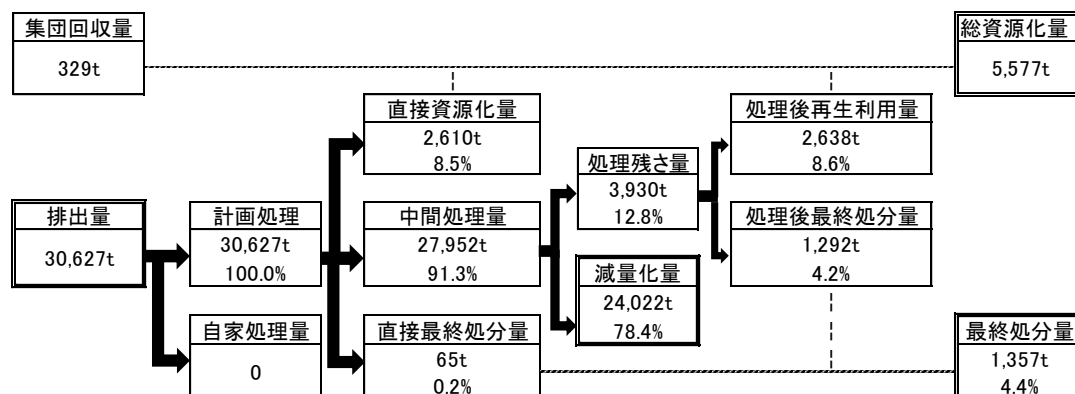 集団回収量
329t
総資源化量
5,577t
直接資源化量
2,610t
8.5%
処理後再生利用量
2,638t
8.6%
処理残さ量
3,930t
12.8%
排出量
30,627t
計画処理
30,627t
100.0%
中間処理量
27,952t
91.3%
処理後最終処分量
1,292t
4.2%
減量化量
24,022t
78.4%
自家処理量
0
直接最終処分量
65t
0.2%
最終処分量
1,357t
4.4%